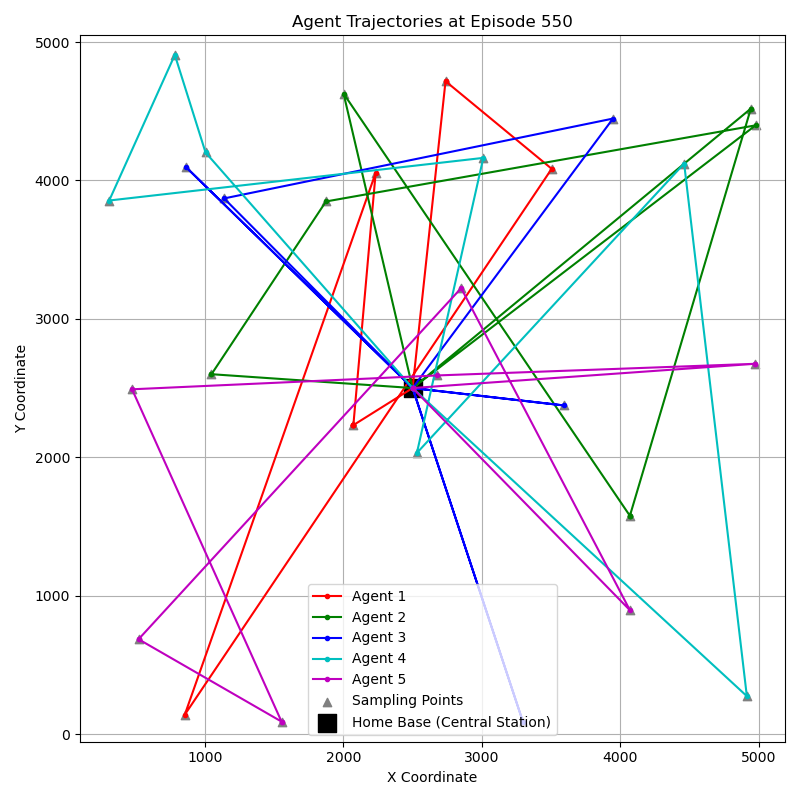 Agent Trajectories at Episode 550
Y Coordinate
5000
4000
3000
2000
1000
0
Agent 1
Agent 2
Agent 3
Agent 4
Agent 5
Sampling Points
Home Base (Central Station)
1000
2000
3000
4000
5000
X Coordinate